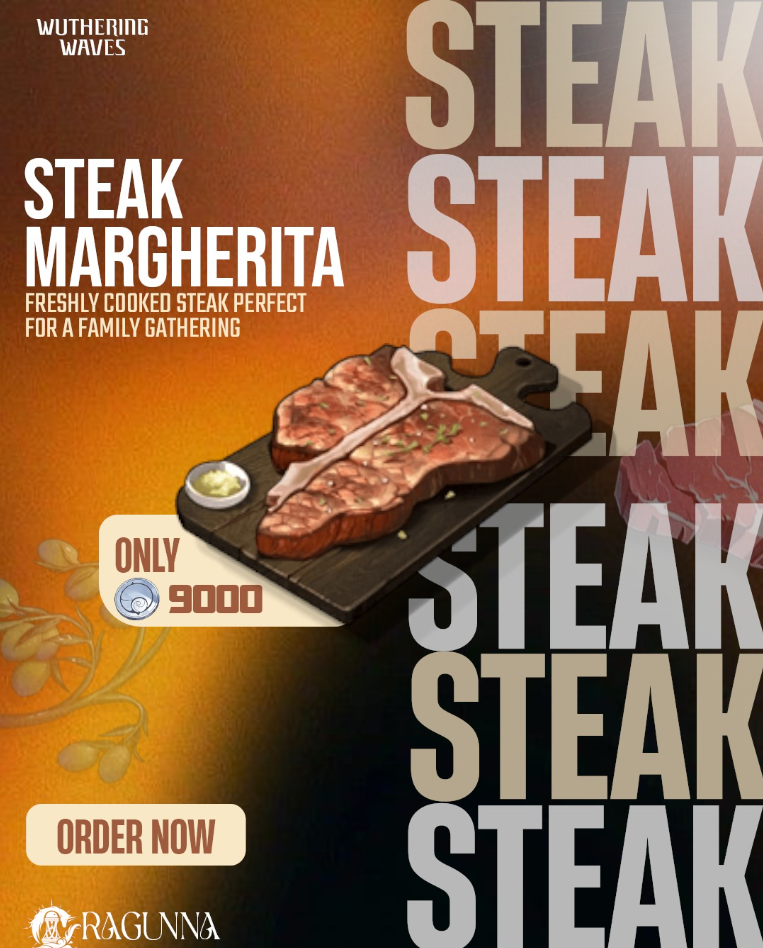 WUTHERING
WAVES
STEAK
STEAK
STEAK
STEAK
STEAK
STEAK
STEAK
MARGHERITA
FRESHLY COOKED STEAK PERFECT
FOR A FAMILY GATHERING
ONLY
9000
ORDER NOW
RAGUNNA